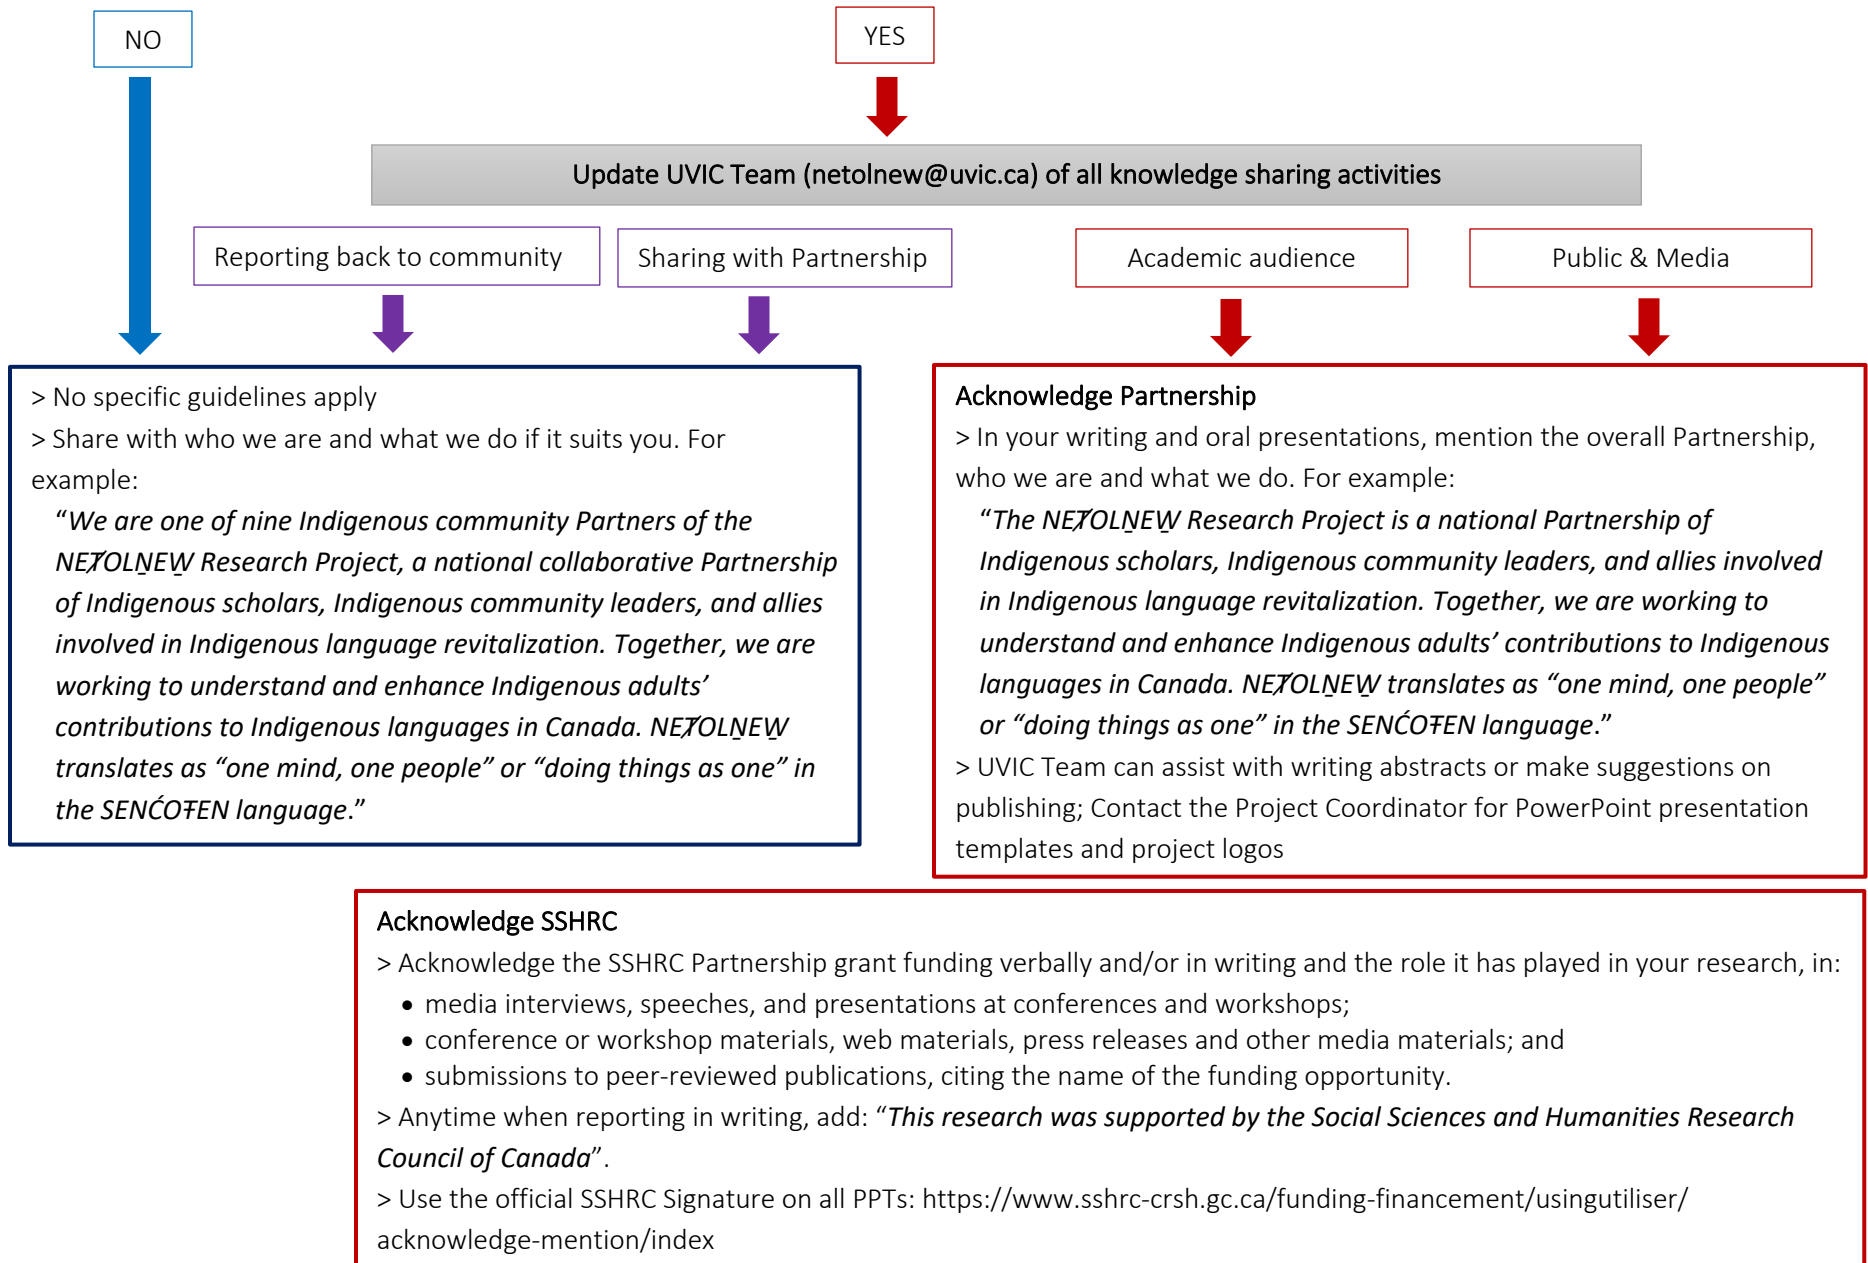 NO
YES
Update UVIC Team (netolnew@uvic.ca) of all knowledge sharing activities
Reporting back to community
Sharing with Partnership
Academic audience
Public & Media
> No specific guidelines apply
> Share with who we are and what we do if it suits you. For
example:
“We are one of nine Indigenous community Partners of the
NEȾOLṈEW̱ Research Project, a national collaborative Partnership
of Indigenous scholars, Indigenous community leaders, and allies
involved in Indigenous language revitalization. Together, we are
working to understand and enhance Indigenous adults’
contributions to Indigenous languages in Canada. NEȾOLṈEW̱
translates as “one mind, one people” or “doing things as one” in
the SENĆOŦEN language.”
Acknowledge Partnership
> In your writing and oral presentations, mention the overall Partnership,
who we are and what we do. For example:
“The NEȾOLṈEW̱ Research Project is a national Partnership of
Indigenous scholars, Indigenous community leaders, and allies involved
in Indigenous language revitalization. Together, we are working to
understand and enhance Indigenous adults’ contributions to Indigenous
languages in Canada. NEȾOLṈEW̱ translates as “one mind, one people”
or “doing things as one” in the SENĆOŦEN language.”
> UVIC Team can assist with writing abstracts or make suggestions on
publishing; Contact the Project Coordinator for PowerPoint presentation
templates and project logos
Acknowledge SSHRC
> Acknowledge the SSHRC Partnership grant funding verbally and/or in writing and the role it has played in your research, in:
• media interviews, speeches, and presentations at conferences and workshops;
• conference or workshop materials, web materials, press releases and other media materials; and
• submissions to peer-reviewed publications, citing the name of the funding opportunity.
> Anytime when reporting in writing, add: “This research was supported by the Social Sciences and Humanities Research
Council of Canada”.
> Use the official SSHRC Signature on all PPTs: https://www.sshrc-crsh.gc.ca/funding-financement/usingutiliser/
acknowledge-mention/index